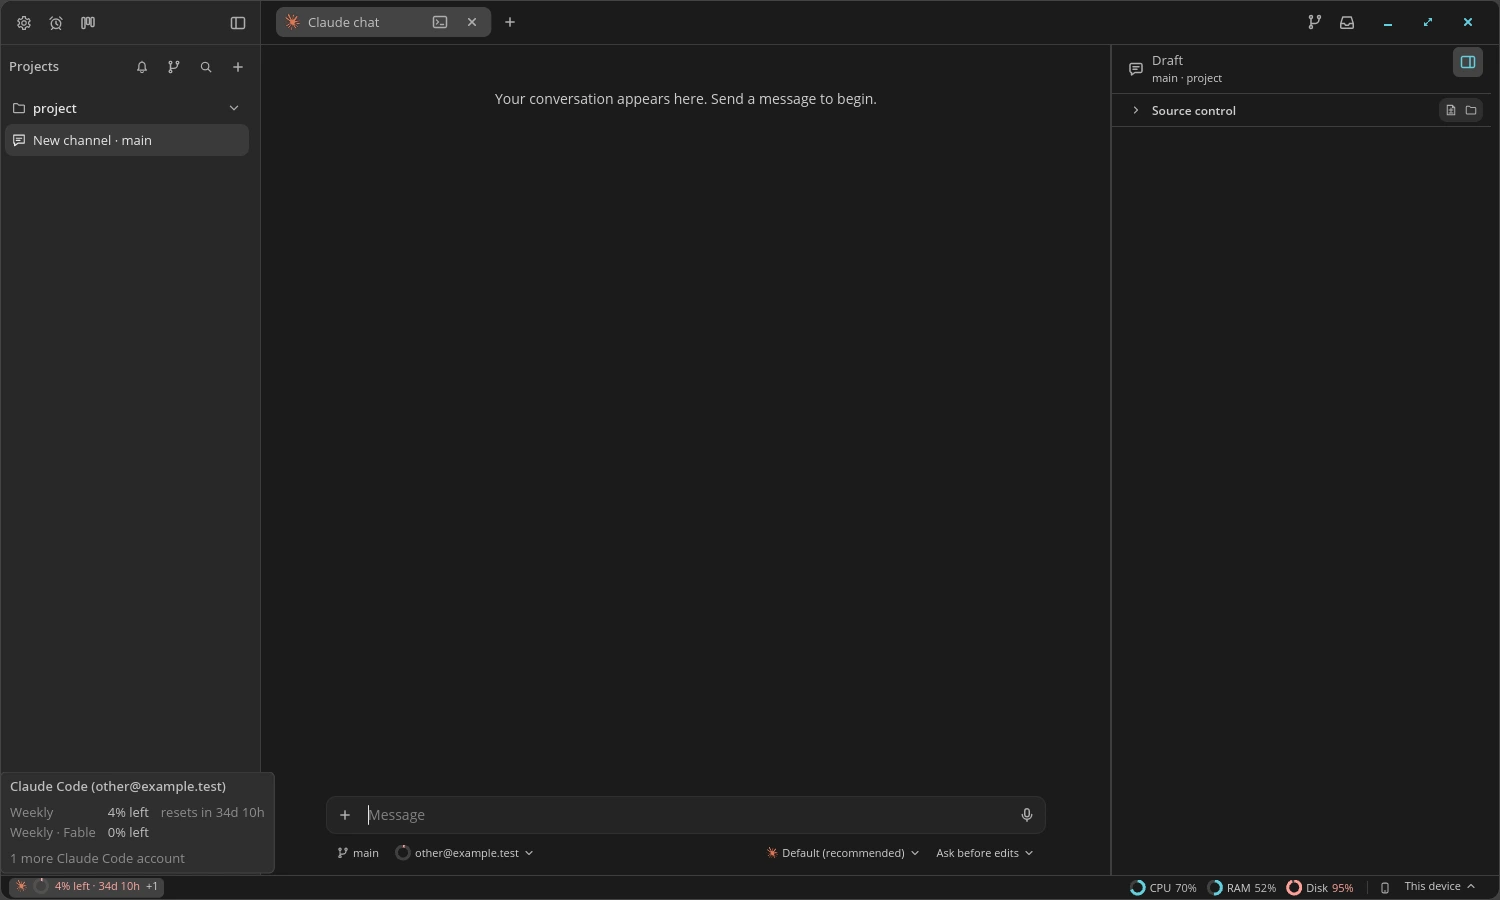 Claude chat
Projects
project
New channel · main
Your conversation appears here. Send a message to begin.
Draft
main · project
Source control
Claude Code (other@example.test)
Weekly 4% left resets in 34d 10h
Weekly · Fable 0% left
1 more Claude Code account
Message
main other@example.test Default (recommended) Ask before edits
4% left · 34d 10h +1
CPU 70% RAM 52% Disk 95% This device